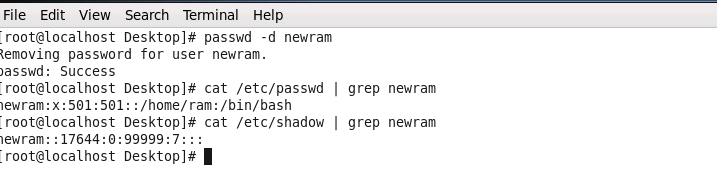 File Edit View Search Terminal Help
[root@localhost Desktop]# passwd -d newram
Removing password for user newram.
passwd: Success
[root@localhost Desktop]# cat /etc/passwd | grep newram
newram:x:501:501::/home/ram:/bin/bash
[root@localhost Desktop]# cat /etc/shadow | grep newram
newram::17644:0:99999:7:::
[root@localhost Desktop]#